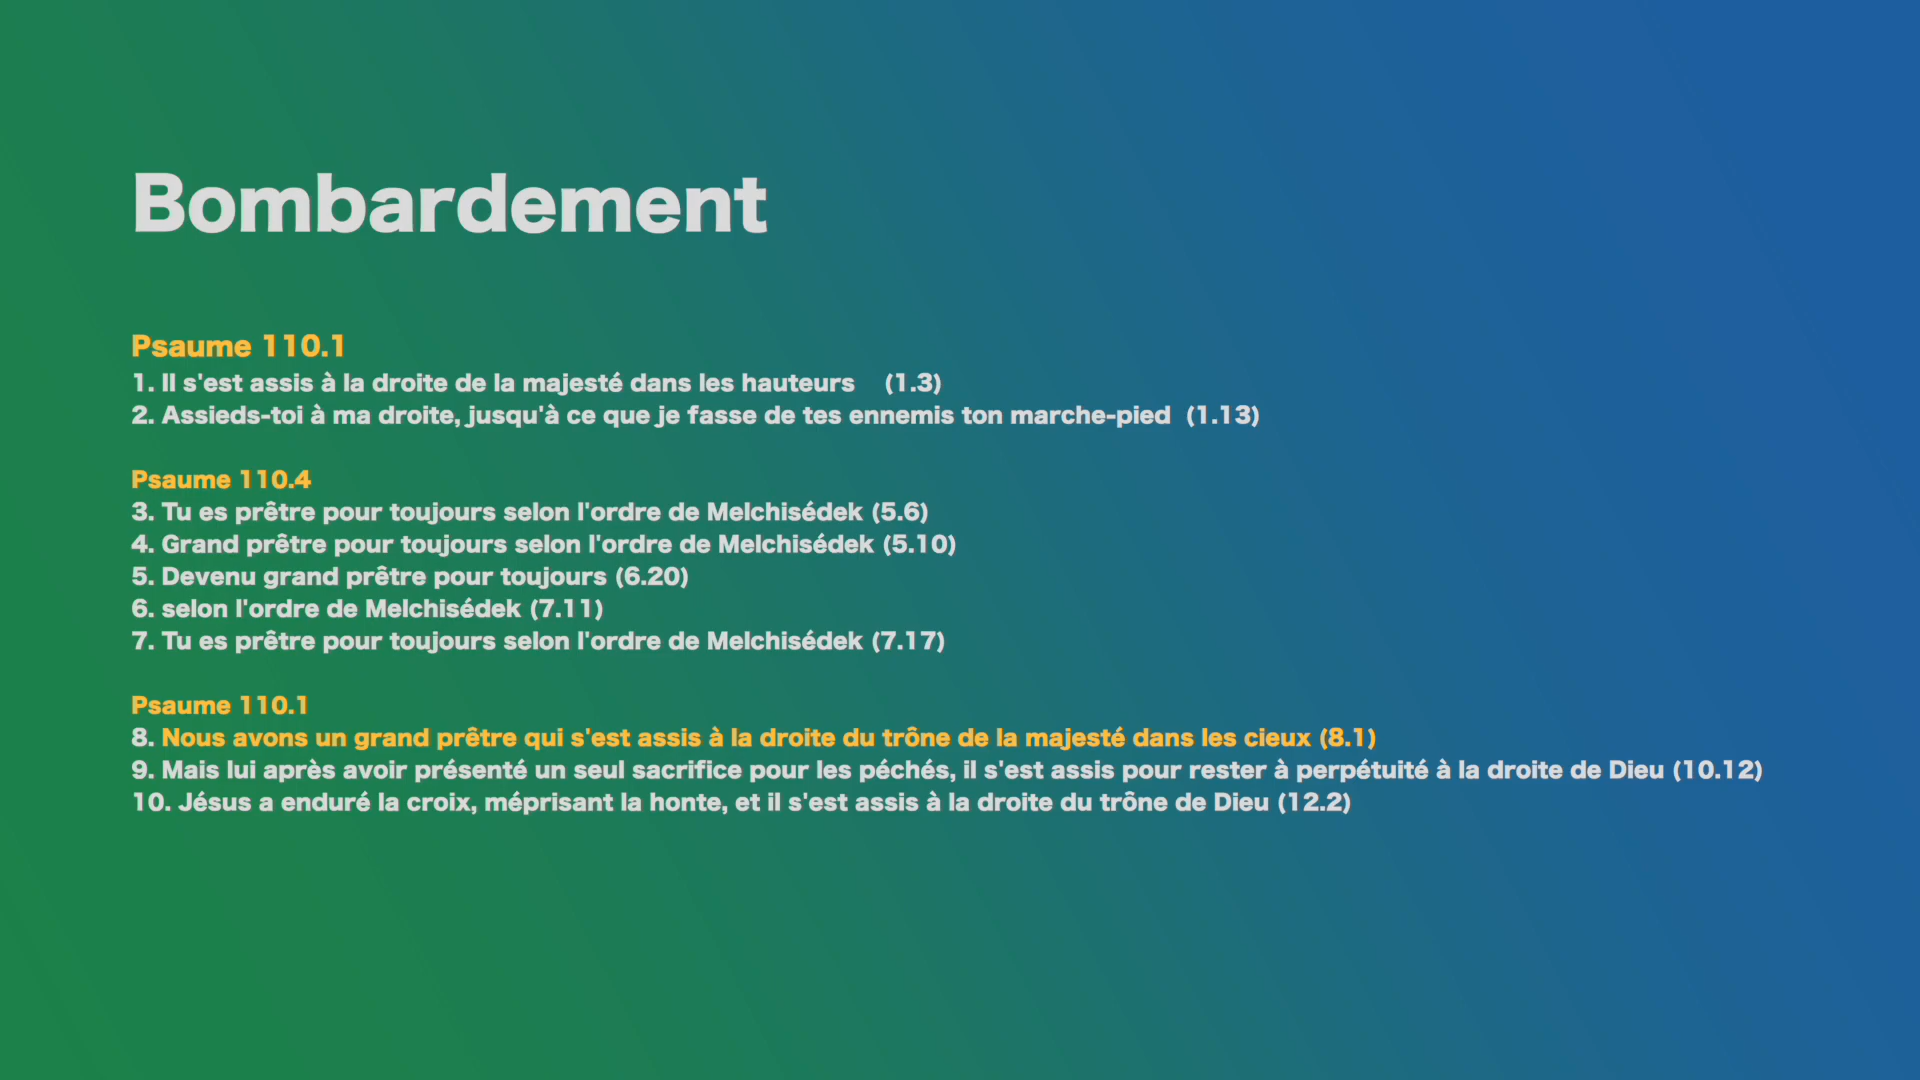 Bombardement
Psaume 110.1
1. Il s'est assis à la droite de la majesté dans les hauteurs (1.3)
2. Assieds-toi à ma droite, jusqu'à ce que je fasse de tes ennemis ton marche-pied (1.13)
Psaume 110.4
3. Tu es prêtre pour toujours selon l'ordre de Melchisédek (5.6)
4. Grand prêtre pour toujours selon l'ordre de Melchisédek (5.10)
5. Devenu grand prêtre pour toujours (6.20)
6. selon l'ordre de Melchisédek (7.11)
7. Tu es prêtre pour toujours selon l'ordre de Melchisédek (7.17)
Psaume 110.1
8. Nous avons un grand prêtre qui s'est assis à la droite du trône de la majesté dans les cieux (8.1)
9. Mais lui après avoir présenté un seul sacrifice pour les péchés, il s'est assis pour rester à perpétuité à la droite de Dieu (10.12)
10. Jésus a enduré la croix, méprisant la honte, et il s'est assis à la droite du trône de Dieu (12.2)